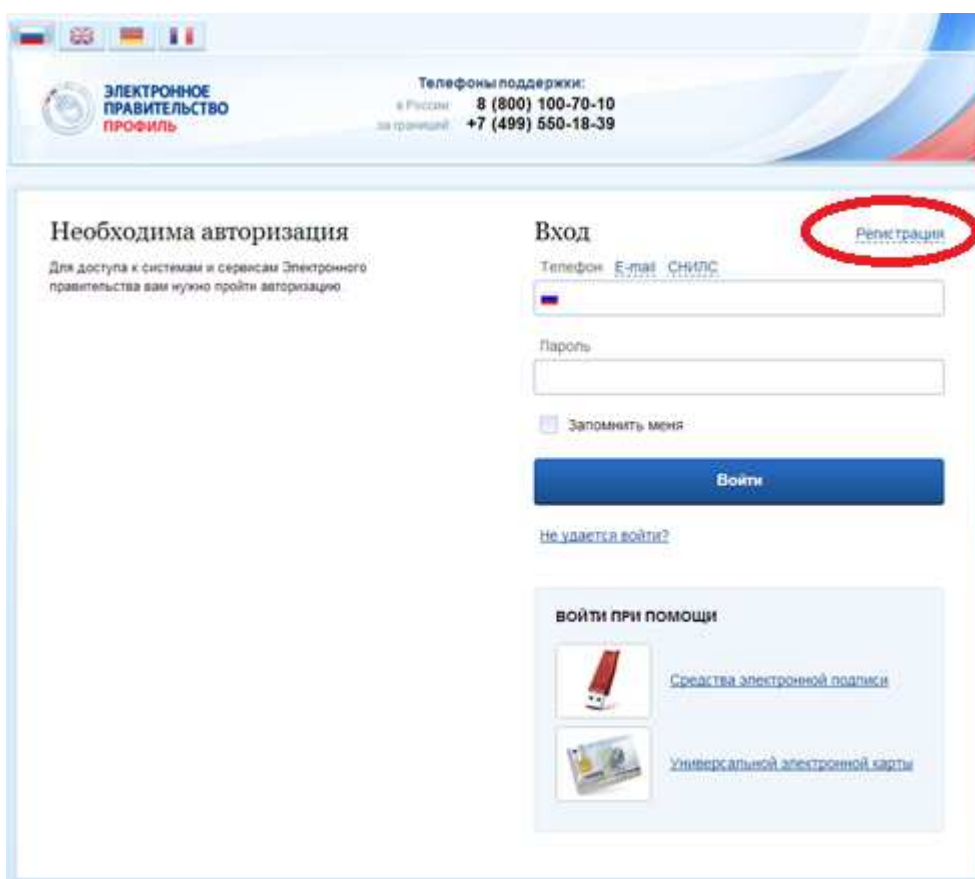 ЭЛЕКТРОННОЕ
ПРАВИТЕЛЬСТВО
ПРОФИЛЬ
Телефоны поддержки:
в России 8 (800) 100-70-10
за границей +7 (499) 550-18-39
Необходима авторизация
Для доступа к системам и сервисам Электронного
правительства вам нужно пройти авторизацию
Вход
Регистрация
Телефон E-mail СНИЛС
Пароль
Запомнить меня
Войти
Не удается войти?
ВОЙТИ ПРИ ПОМОЩИ
Средства электронной подписи
Универсальной электронной карты